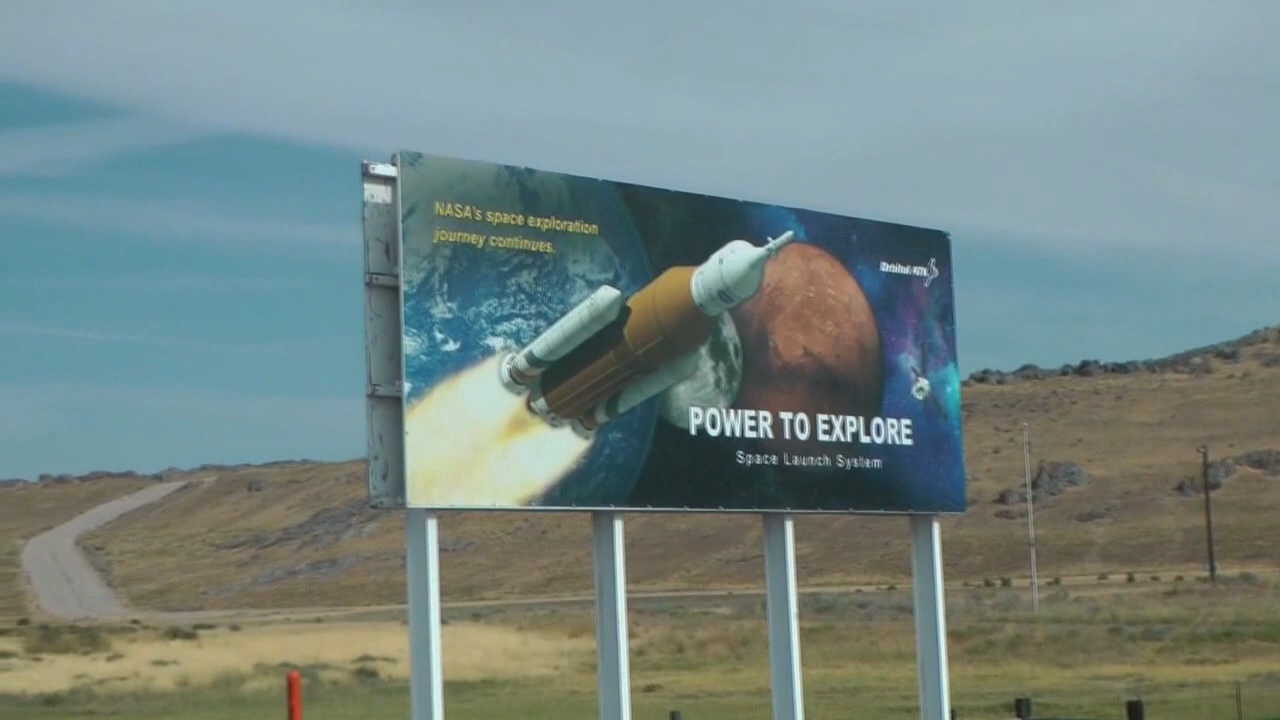 NASA's space exploration
journey continues.
Orbital ATK
POWER TO EXPLORE
Space Launch System